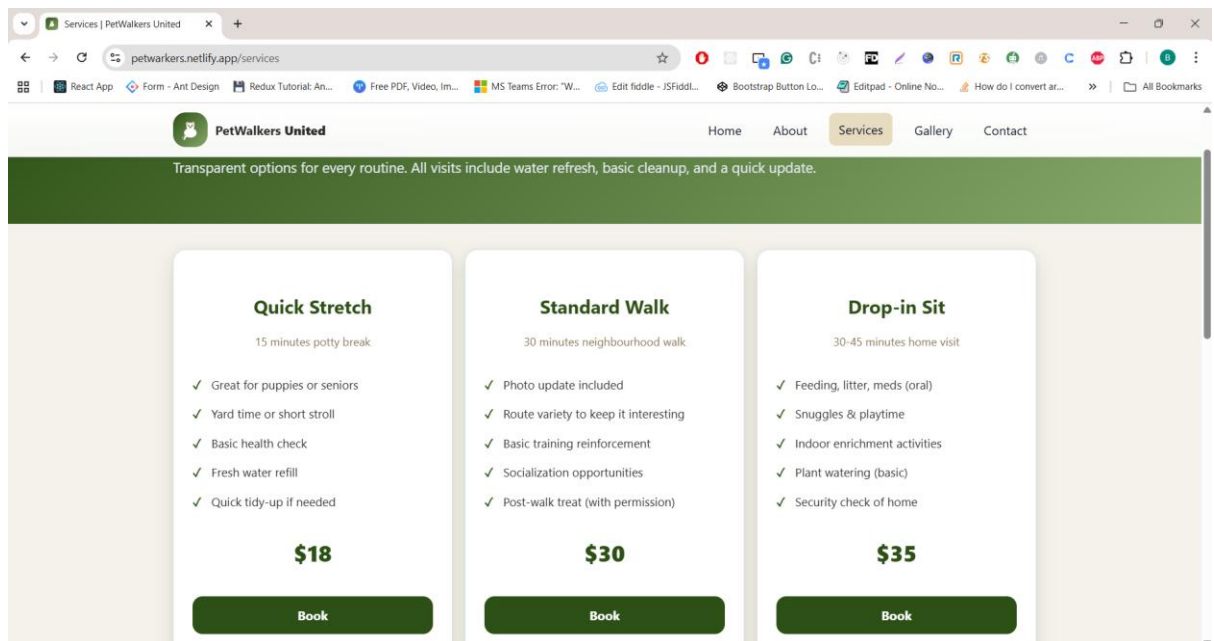 Services | PetWalkers United
petwarkers.netlify.app/services
React App
Form - Ant Design
Redux Tutorial: An...
Free PDF, Video, Im...
MS Teams Error: "W...
Edit fiddle - JSFiddl...
Bootstrap Button Lo...
Editpad - Online No...
How do I convert ar...
All Bookmarks
PetWalkers United
Home About Services Gallery Contact
Transparent options for every routine. All visits include water refresh, basic cleanup, and a quick update.
Quick Stretch
15 minutes potty break
✓ Great for puppies or seniors
✓ Yard time or short stroll
✓ Basic health check
✓ Fresh water refill
✓ Quick tidy-up if needed
$18
Book
Standard Walk
30 minutes neighbourhood walk
✓ Photo update included
✓ Route variety to keep it interesting
✓ Basic training reinforcement
✓ Socialization opportunities
✓ Post-walk treat (with permission)
$30
Book
Drop-in Sit
30-45 minutes home visit
✓ Feeding, litter, meds (oral)
✓ Snuggles & playtime
✓ Indoor enrichment activities
✓ Plant watering (basic)
✓ Security check of home
$35
Book